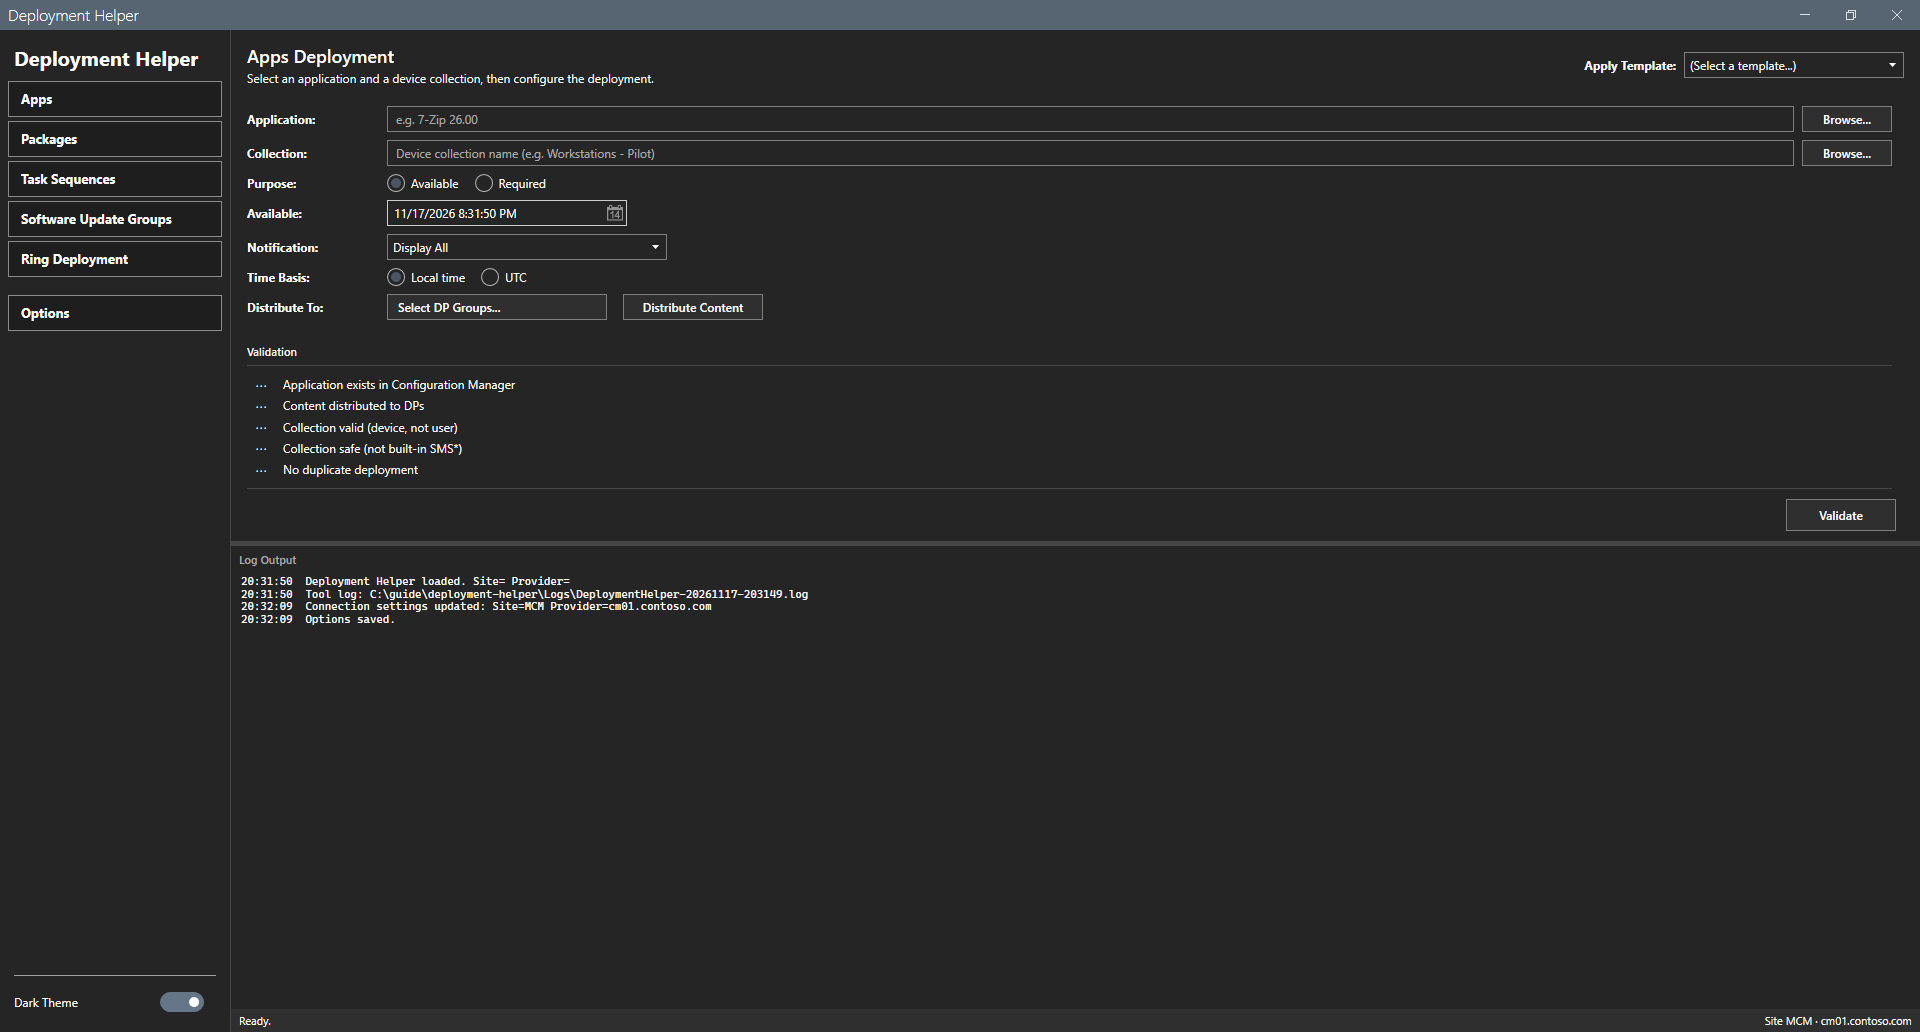 Deployment Helper
Deployment Helper
Apps
Packages
Task Sequences
Software Update Groups
Ring Deployment
Options
Dark Theme
Apps Deployment
Select an application and a device collection, then configure the deployment.
Apply Template: (Select a template...)
Application: e.g. 7-Zip 26.00 Browse...
Collection: Device collection name (e.g. Workstations - Pilot) Browse...
Purpose: Available Required
Available: 11/17/2026 8:31:50 PM 14
Notification: Display All
Time Basis: Local time UTC
Distribute To: Select DP Groups... Distribute Content
Validation
... Application exists in Configuration Manager
... Content distributed to DPs
... Collection valid (device, not user)
... Collection safe (not built-in SMS*)
... No duplicate deployment
Validate
Log Output
20:31:50 Deployment Helper loaded. Site= Provider=
20:31:50 Tool log: C:\guide\deployment-helper\Logs\DeploymentHelper-20261117-203149.log
20:32:09 Connection settings updated: Site=MCM Provider=cm01.contoso.com
20:32:09 Options saved.
Ready.
Site MCM · cm01.contoso.com